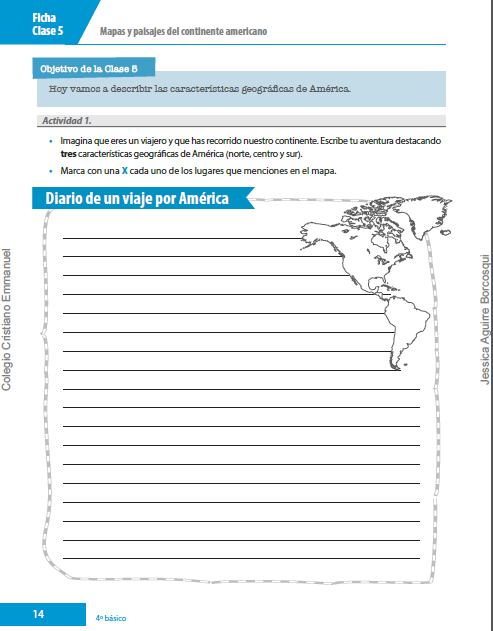 Ficha
Clase 5
Mapas y paisajes del continente americano
Objetivo de la Clase 5
Hoy vamos a describir las características geográficas de América.
Actividad 1.
• Imagina que eres un viajero y que has recorrido nuestro continente. Escribe tu aventura destacando
tres características geográficas de América (norte, centro y sur).
• Marca con una X cada uno de los lugares que menciones en el mapa.
Diario de un viaje por América
Colegio Cristiano Emmanuel
Jessica Aguirre Borcosqui
14
4º básico